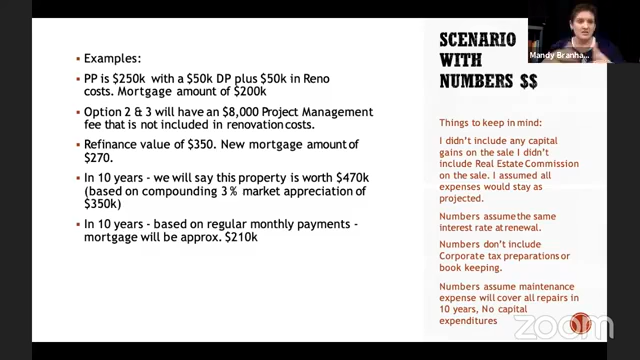 Examples:
PP is $250k with a $50k DP plus $50k in Reno
costs. Mortgage amount of $200k
Option 2 & 3 will have an $8,000 Project Management
fee that is not included in renovation costs.
Refinance value of $350. New mortgage amount of
$270.
In 10 years - we will say this property is worth $470k
(based on compounding 3% market appreciation of
$350k)
In 10 years - based on regular monthly payments -
mortgage will be approx. $210k
SCENARIO
WITH
NUMBERS $$
Mandy Branha...
Things to keep in mind:
I didn't include any capital
gains on the sale I didn't
include Real Estate Commission
on the sale. I assumed all
expenses would stay as
projected.
Numbers assume the same
interest rate at renewal.
Numbers don't include
Corporate tax preparations or
book keeping.
Numbers assume maintenance
expense will cover all repairs in
10 years, No capital
expenditures
zoom